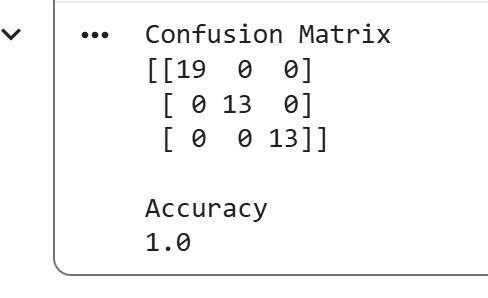 Confusion Matrix
[[19  0  0]
 [ 0 13  0]
 [ 0  0 13]]
Accuracy
1.0